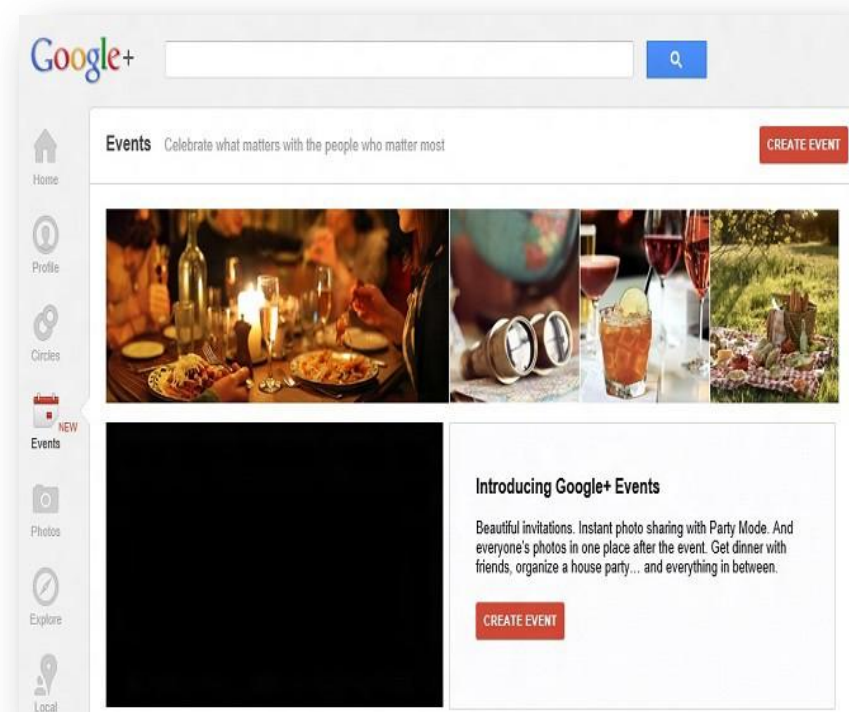 Google+
Home
Profile
Circles
NEW
Events
Photos
Explore
Local
Events Celebrate what matters with the people who matter most
CREATE EVENT
Introducing Google+ Events
Beautiful invitations. Instant photo sharing with Party Mode. And
everyone's photos in one place after the event. Get dinner with
friends, organize a house party... and everything in between.
CREATE EVENT